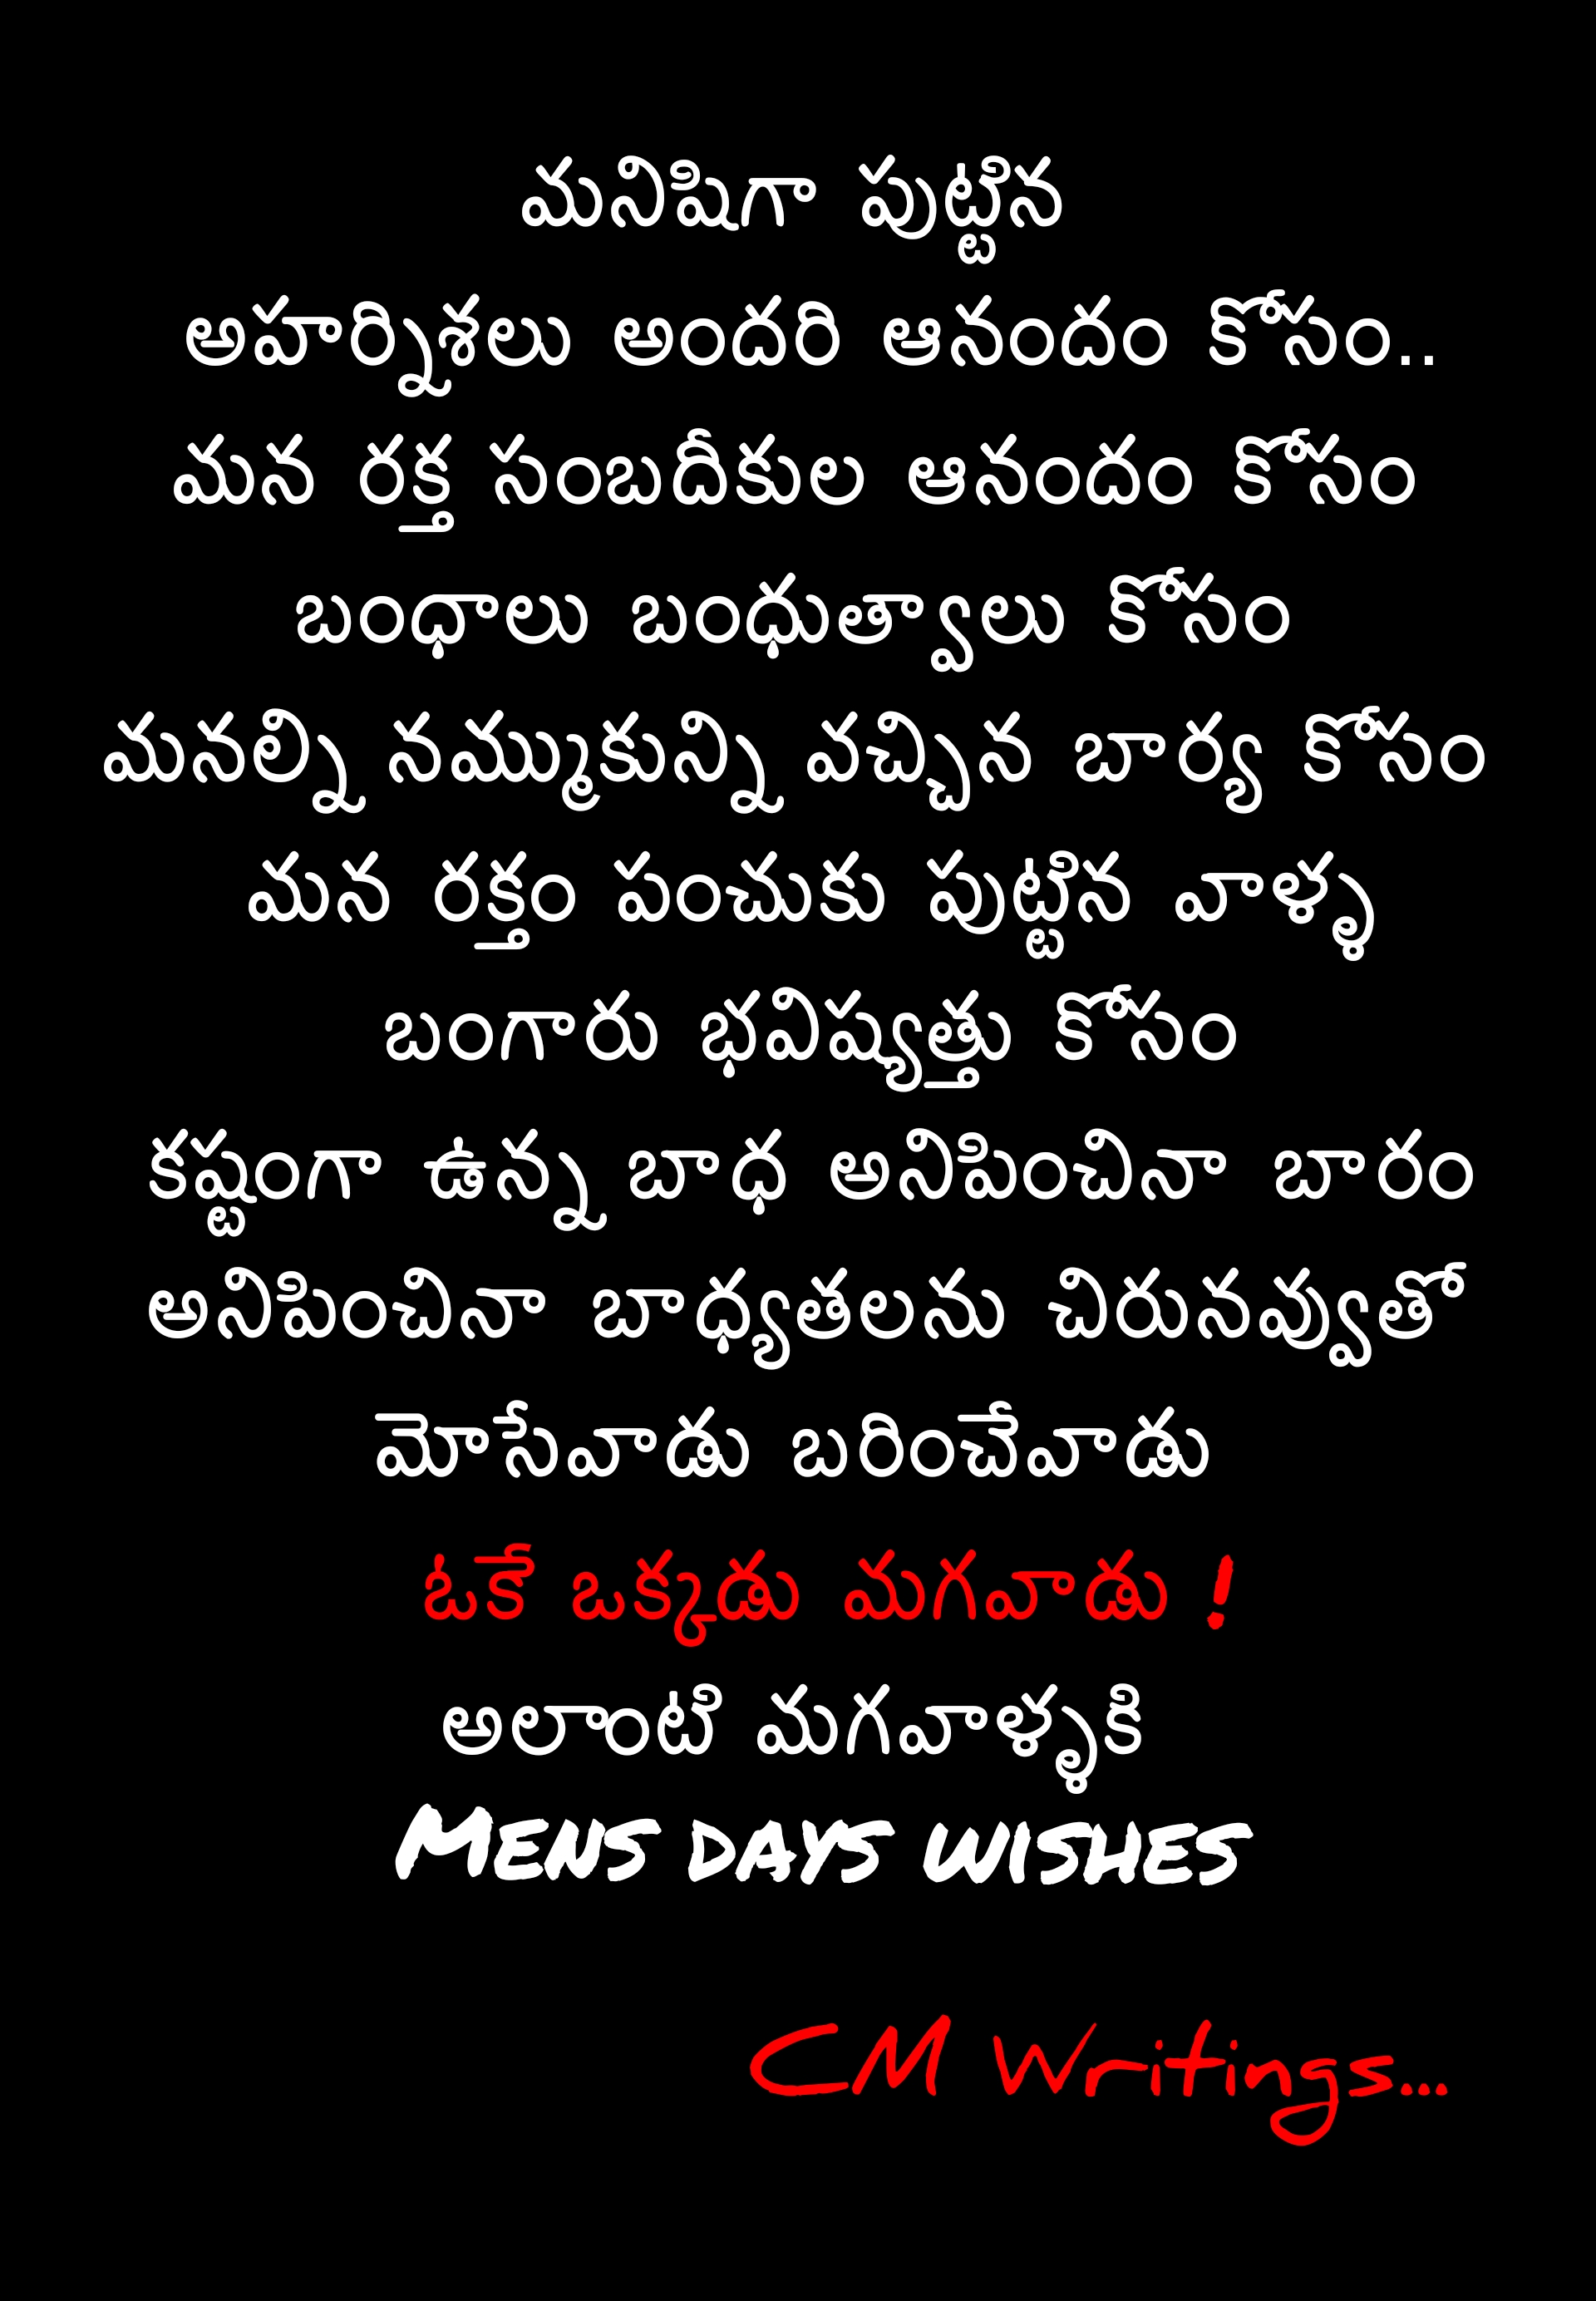 మనిషిగా పుట్టిన
అహర్నిశలు అందరి ఆనందం కోసం..
మన రక్త సంబదీకుల ఆనందం కోసం
బంధాలు బంధుత్వాలు కోసం
మనల్ని నమ్ముకున్ని వచ్చిన బార్య కోసం
మన రక్తం పంచుకు పుట్టిన వాళ్ళ
బంగారు భవిష్యత్తు కోసం
కష్టంగా ఉన్న బాధ అనిపించినా బారం
అనిపించినా బాధ్యతలను చిరునవ్వుతో
మోసేవాడు బరించేవాడు
ఓకే ఒక్కడు మగవాడు !
అలాంటి మగవాళ్ళకి
MENS DAYS WISHES
CM Writings...